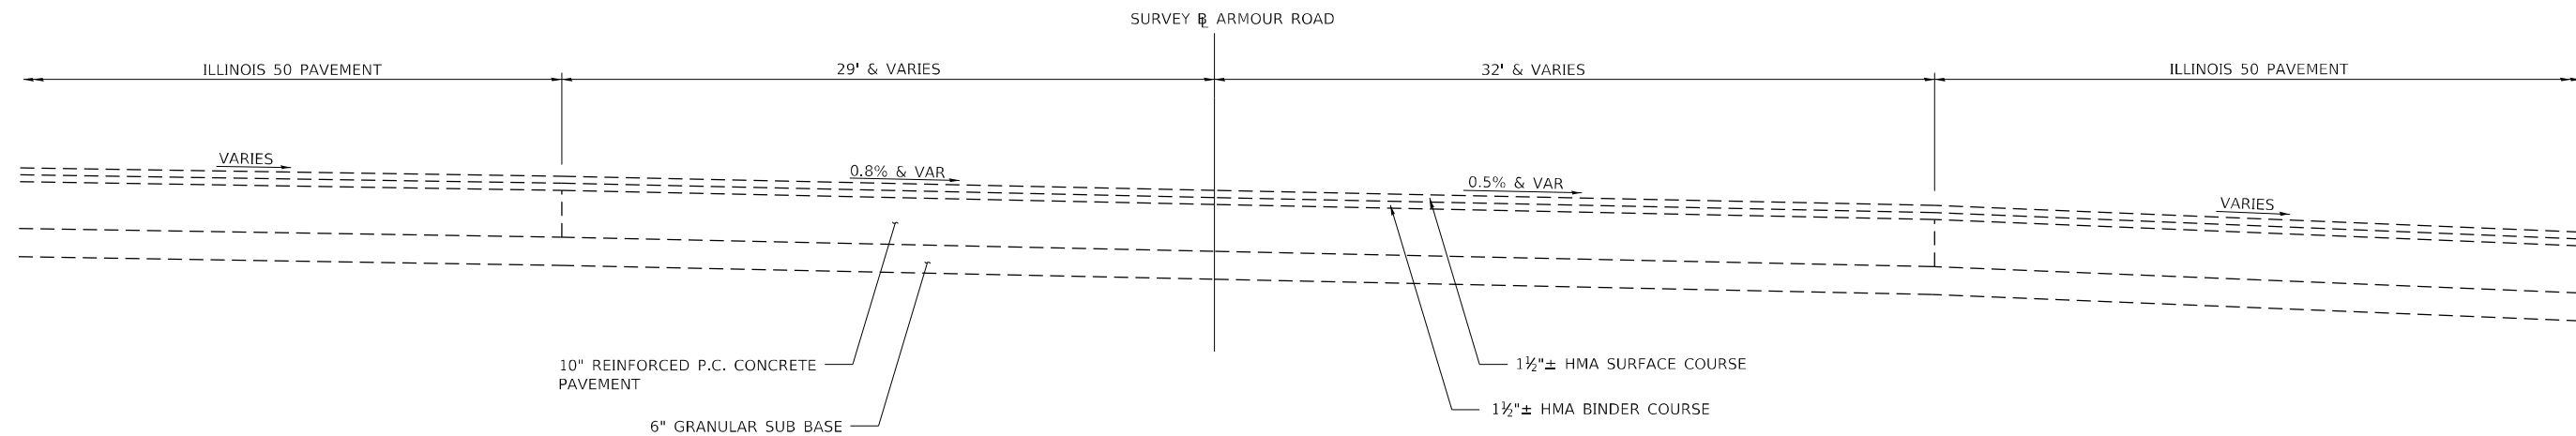 SURVEY ℄ ARMOUR ROAD
ILLINOIS 50 PAVEMENT
29' & VARIES
32' & VARIES
ILLINOIS 50 PAVEMENT
VARIES
0.8% & VAR
0.5% & VAR
VARIES
10" REINFORCED P.C. CONCRETE
PAVEMENT
6" GRANULAR SUB BASE
1½"± HMA SURFACE COURSE
1½"± HMA BINDER COURSE